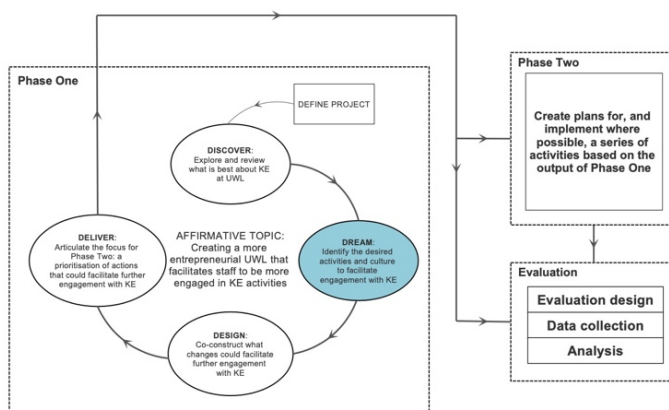 Phase One
DEFINE PROJECT
DISCOVER:
Explore and review
what is best about KE
at UWL
AFFIRMATIVE TOPIC:
Creating a more
entrepreneurial UWL that
facilitates staff to be more
engaged in KE activities
DREAM:
Identify the desired
activities and culture
to facilitate
engagement with KE
DESIGN:
Co-construct what
changes could facilitate
further engagement
with KE
DELIVER:
Articulate the focus for
Phase Two: a
prioritisation of actions
that could facilitate further
engagement with KE
Phase Two
Create plans for, and
implement where
possible, a series of
activities based on the
output of Phase One
Evaluation
Evaluation design
Data collection
Analysis